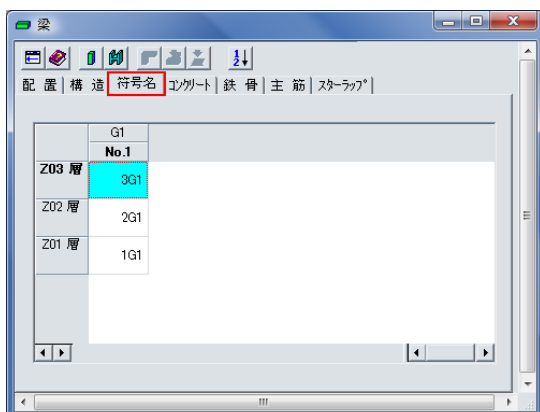 梁
配 置 構 造 符号名 コンクリート 鉄 骨 主 筋 スターラップ
G1
No.1
Z03 層 3G1
Z02 層 2G1
Z01 層 1G1